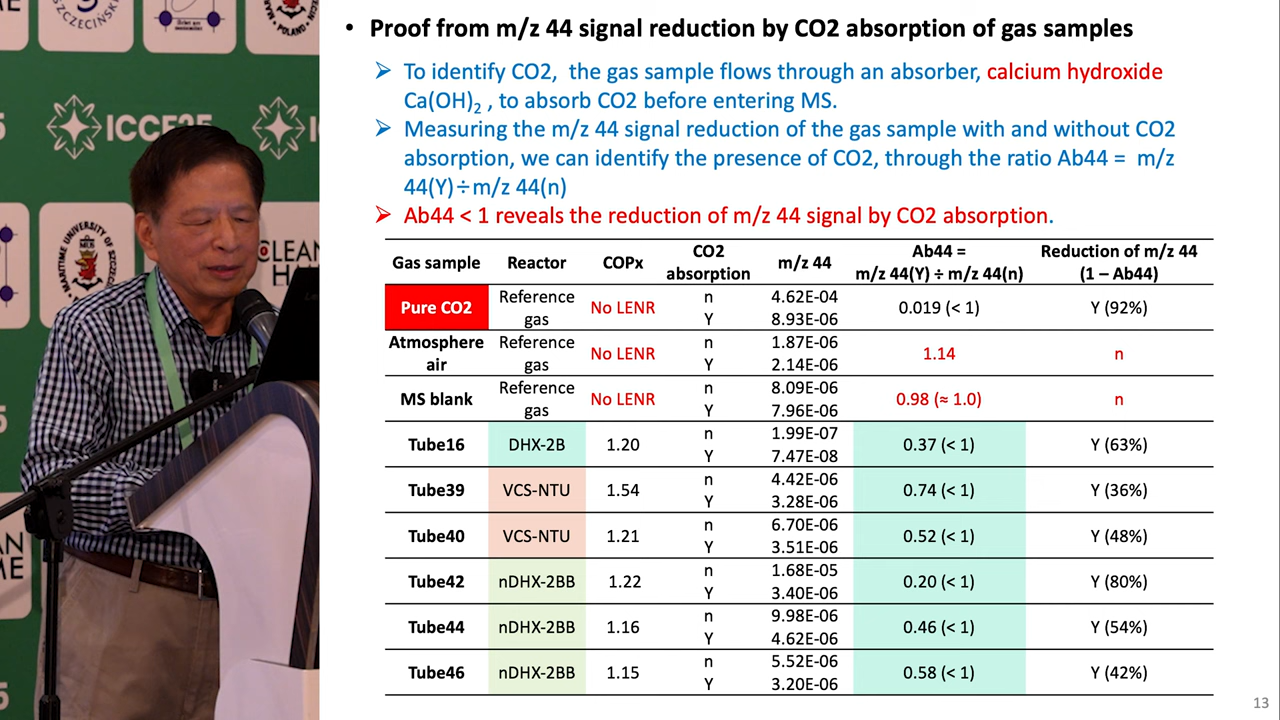 • Proof from m/z 44 signal reduction by CO2 absorption of gas samples
➢ To identify CO2, the gas sample flows through an absorber, calcium hydroxide
Ca(OH)₂ , to absorb CO2 before entering MS.
➢ Measuring the m/z 44 signal reduction of the gas sample with and without CO2
absorption, we can identify the presence of CO2, through the ratio Ab44 = m/z
44(Y)÷m/z 44(n)
➢ Ab44 < 1 reveals the reduction of m/z 44 signal by CO2 absorption.
Gas sample Reactor COPx CO2 absorption m/z 44 Ab44 = m/z 44(Y) ÷ m/z 44(n) Reduction of m/z 44 (1 – Ab44)
Pure CO2 Reference gas No LENR n 4.62E-04 Y 8.93E-06 0.019 (< 1) Y (92%)
Atmosphere air Reference gas No LENR n 1.87E-06 Y 2.14E-06 1.14 n
MS blank Reference gas No LENR n 8.09E-06 Y 7.96E-06 0.98 (≈ 1.0) n
Tube16 DHX-2B 1.20 n 1.99E-07 Y 7.47E-08 0.37 (< 1) Y (63%)
Tube39 VCS-NTU 1.54 n 4.42E-06 Y 3.28E-06 0.74 (< 1) Y (36%)
Tube40 VCS-NTU 1.21 n 6.70E-06 Y 3.51E-06 0.52 (< 1) Y (48%)
Tube42 nDHX-2BB 1.22 n 1.68E-05 Y 3.40E-06 0.20 (< 1) Y (80%)
Tube44 nDHX-2BB 1.16 n 9.98E-06 Y 4.62E-06 0.46 (< 1) Y (54%)
Tube46 nDHX-2BB 1.15 n 5.52E-06 Y 3.20E-06 0.58 (< 1) Y (42%)
13
ICCF25
MARITIME UNIVERSITY OF
CLEAN